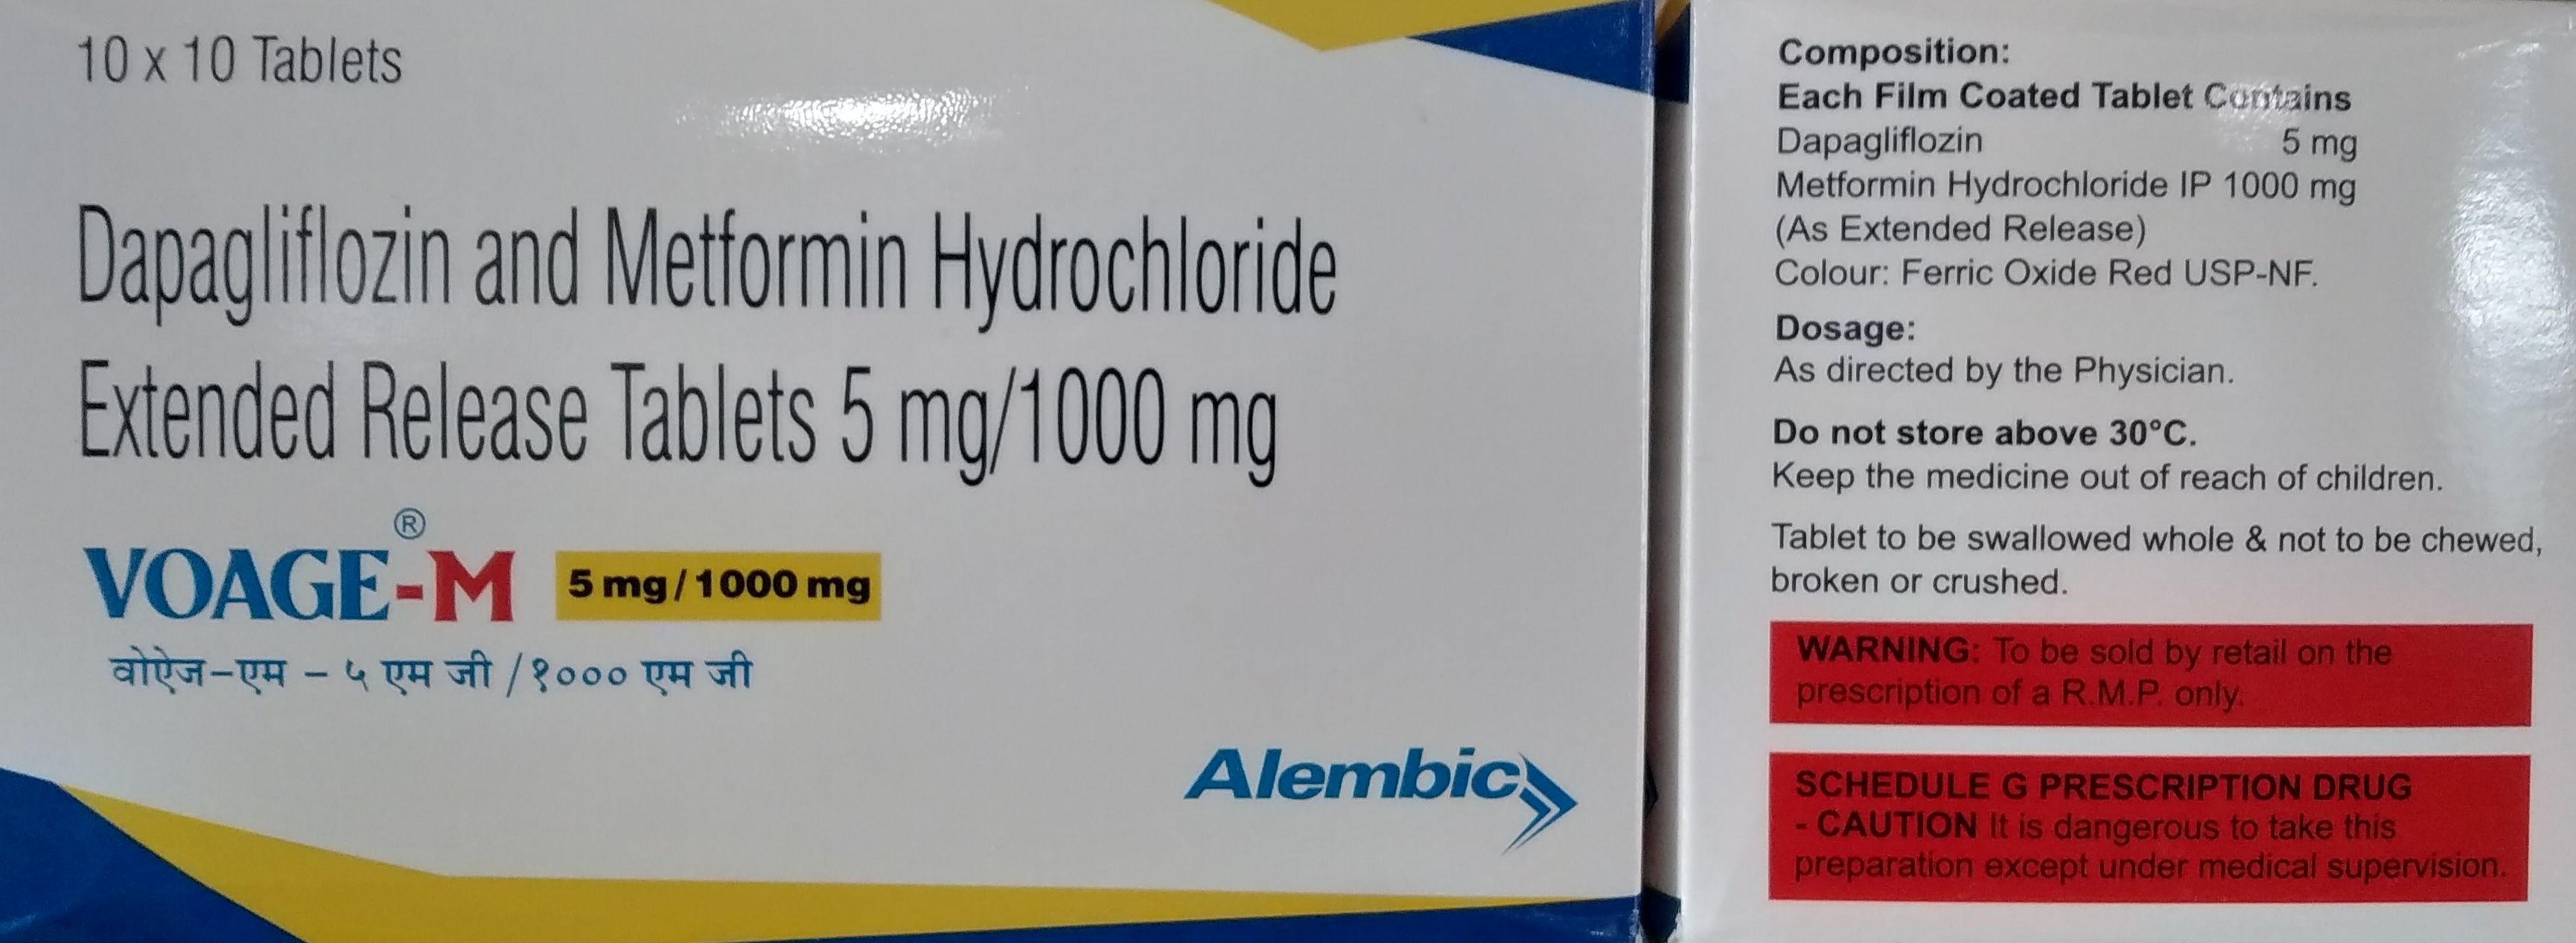 10 x 10 Tablets
Dapagliflozin and Metformin Hydrochloride
Extended Release Tablets 5 mg/1000 mg
VOAGE®-M 5 mg / 1000 mg
वोऐज-एम - ५ एम जी / १००० एम जी
Alembic
Composition:
Each Film Coated Tablet Contains
Dapagliflozin 5 mg
Metformin Hydrochloride IP 1000 mg
(As Extended Release)
Colour: Ferric Oxide Red USP-NF.
Dosage:
As directed by the Physician.
Do not store above 30°C.
Keep the medicine out of reach of children.
Tablet to be swallowed whole & not to be chewed,
broken or crushed.
WARNING: To be sold by retail on the
prescription of a R.M.P. only.
SCHEDULE G PRESCRIPTION DRUG
- CAUTION It is dangerous to take this
preparation except under medical supervision.